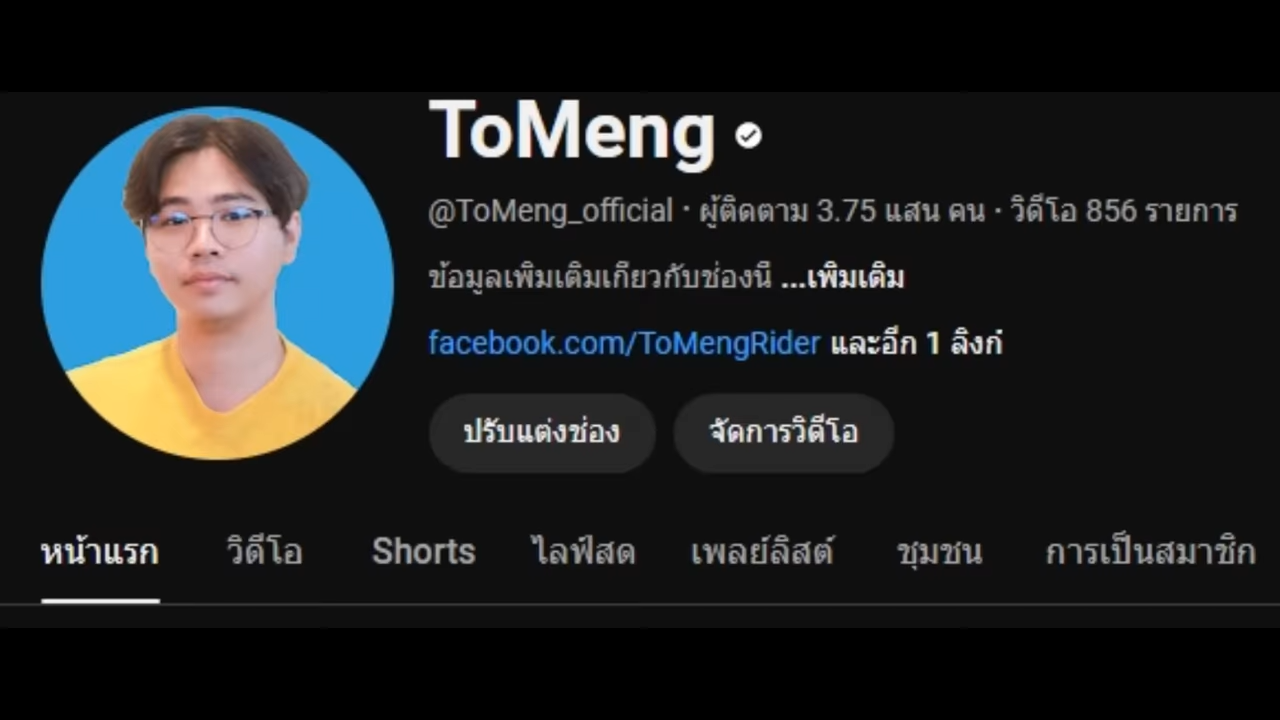 ToMeng
@ToMeng_official · ผู้ติดตาม 3.75 แสน คน · วิดีโอ 856 รายการ
ข้อมูลเพิ่มเติมเกี่ยวกับช่องนี้ ...เพิ่มเติม
facebook.com/ToMengRider และอีก 1 ลิงก์
ปรับแต่งช่อง จัดการวิดีโอ
หน้าแรก วิดีโอ Shorts ไลฟ์สด เพลย์ลิสต์ ชุมชน การเป็นสมาชิก